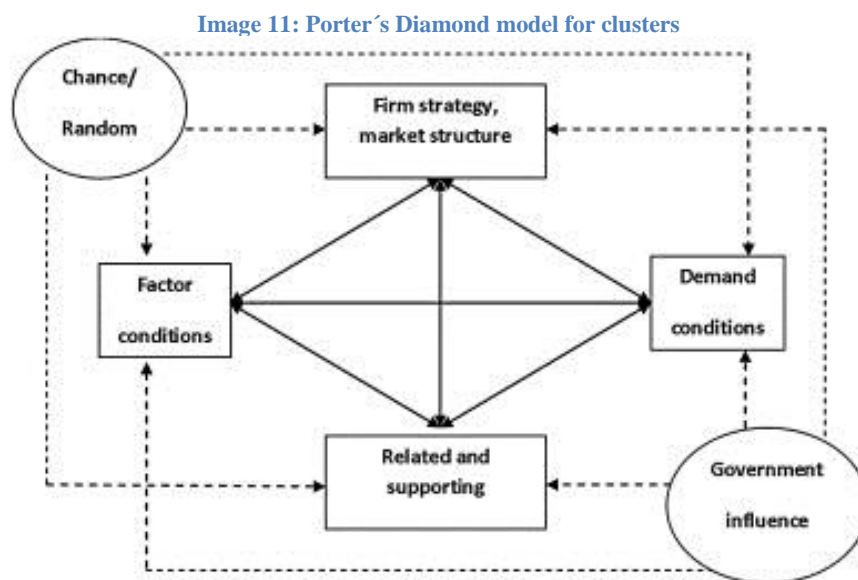 Image 11: Porter´s Diamond model for clusters
Chance/
Random
Firm strategy,
market structure
Factor
conditions
Demand
conditions
Related and
supporting
Government
influence